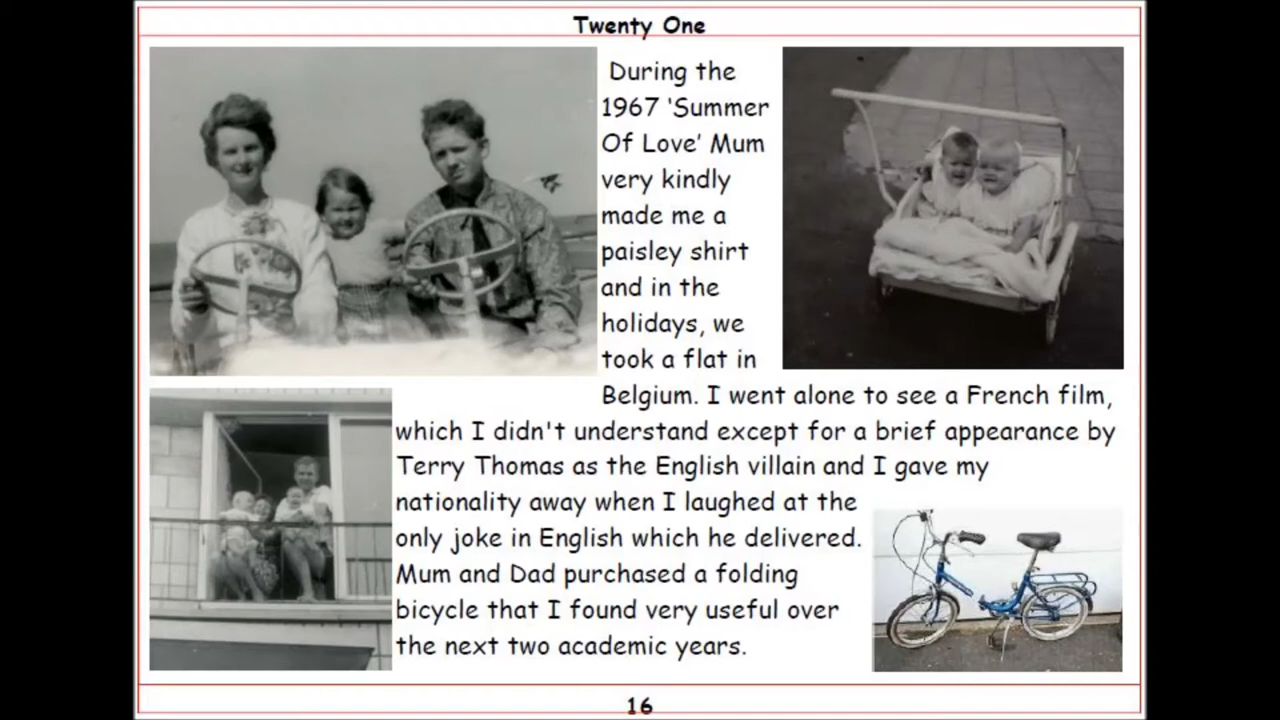 Twenty One
During the
1967 ‘Summer
Of Love’ Mum
very kindly
made me a
paisley shirt
and in the
holidays, we
took a flat in
Belgium. I went alone to see a French film,
which I didn't understand except for a brief appearance by
Terry Thomas as the English villain and I gave my
nationality away when I laughed at the
only joke in English which he delivered.
Mum and Dad purchased a folding
bicycle that I found very useful over
the next two academic years.
16